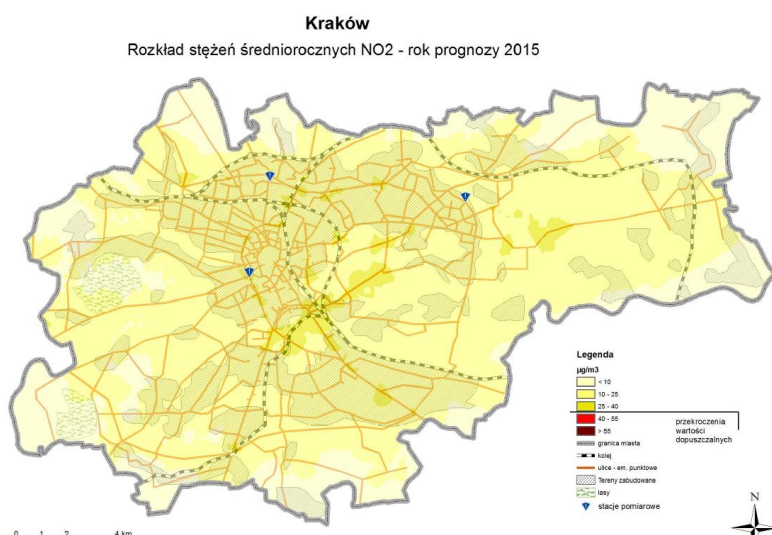 Kraków
Rozkład stężeń średniorocznych NO2 - rok prognozy 2015
Legenda
µg/m3
< 10
10 - 25
25 - 40
40 - 55
> 55
przekroczenia
wartości
dopuszczalnych
granica miasta
kolej
ulice - em. punktowe
Tereny zabudowane
lasy
stacje pomiarowe
N
0 1 2 4 km